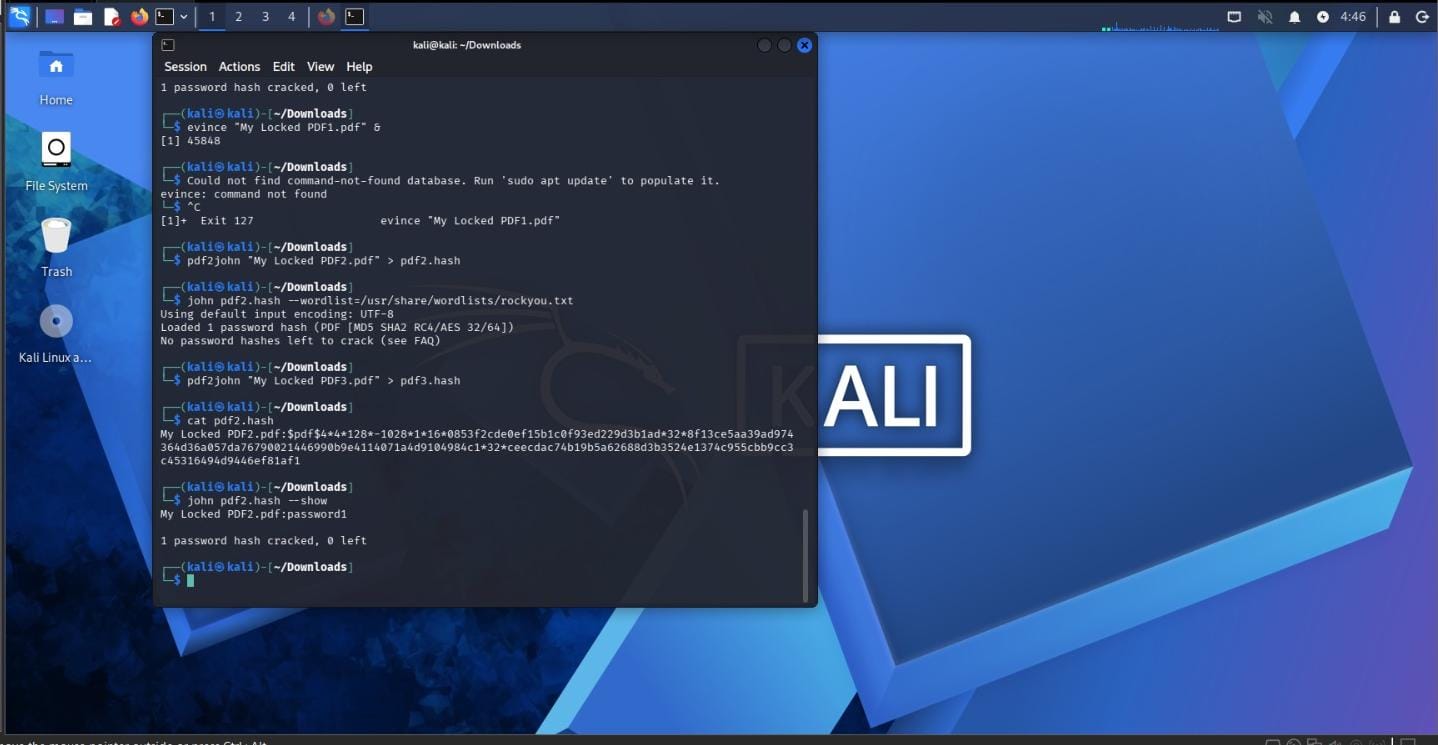 1 2 3 4
4:46
kali@kali: ~/Downloads
Session Actions Edit View Help
Home
File System
Trash
Kali Linux a...
1 password hash cracked, 0 left
┌──(kali㉿kali)-[~/Downloads]
└─$ evince "My Locked PDF1.pdf" &
[1] 45848
┌──(kali㉿kali)-[~/Downloads]
└─$ Could not find command-not-found database. Run 'sudo apt update' to populate it.
evince: command not found
└─$ ^C
[1]+  Exit 127                   evince "My Locked PDF1.pdf"
┌──(kali㉿kali)-[~/Downloads]
└─$ pdf2john "My Locked PDF2.pdf" > pdf2.hash
┌──(kali㉿kali)-[~/Downloads]
└─$ john pdf2.hash --wordlist=/usr/share/wordlists/rockyou.txt
Using default input encoding: UTF-8
Loaded 1 password hash (PDF [MD5 SHA2 RC4/AES 32/64])
No password hashes left to crack (see FAQ)
┌──(kali㉿kali)-[~/Downloads]
└─$ pdf2john "My Locked PDF3.pdf" > pdf3.hash
┌──(kali㉿kali)-[~/Downloads]
└─$ cat pdf2.hash
My Locked PDF2.pdf:$pdf$4*4*128*-1028*1*16*0853f2cde0ef15b1c0f93ed229d3b1ad*32*8f13ce5aa39ad974
364d36a057da76790021446990b9e4114071a4d9104984c1*32*ceecdac74b19b5a62688d3b3524e1374c955cbb9cc3
c45316494d9446ef81af1
┌──(kali㉿kali)-[~/Downloads]
└─$ john pdf2.hash --show
My Locked PDF2.pdf:password1
1 password hash cracked, 0 left
┌──(kali㉿kali)-[~/Downloads]
└─$
KALI
the mouse pointer outside or press Ctrl+Alt.